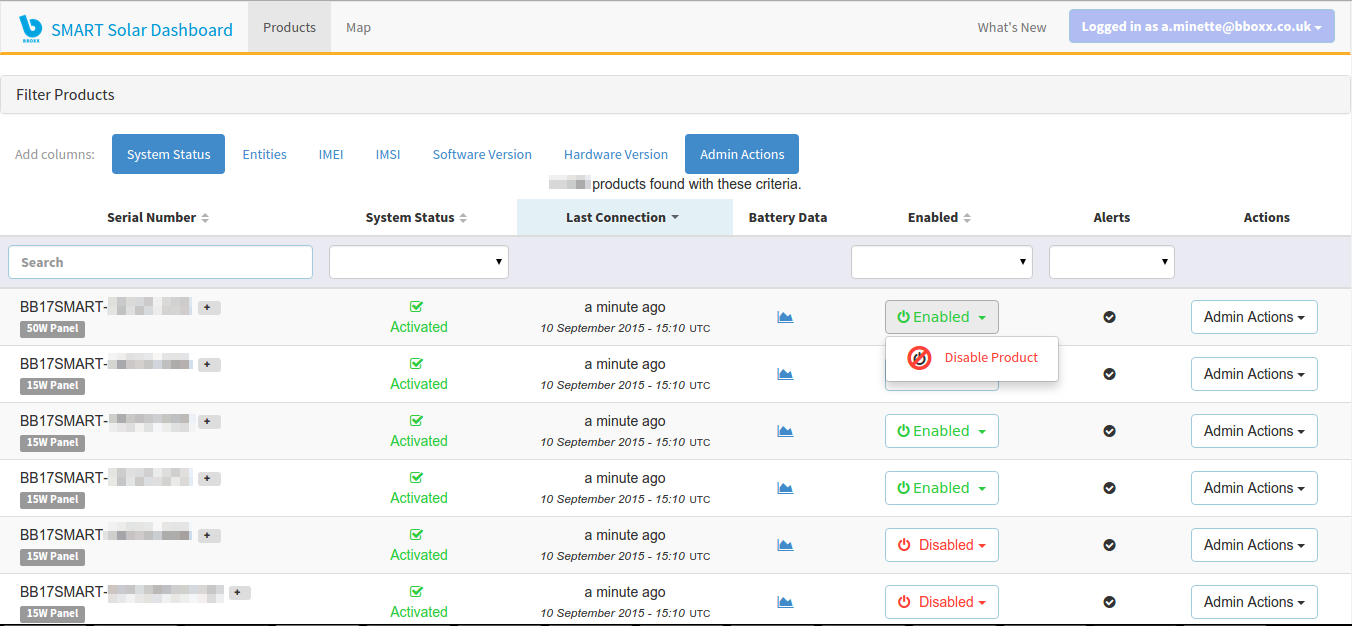 BBOXX SMART Solar Dashboard Products Map What's New Logged in as a.minette@bboxx.co.uk
Filter Products
Add columns: System Status Entities IMEI IMSI Software Version Hardware Version Admin Actions
products found with these criteria.
Serial Number System Status Last Connection Battery Data Enabled Alerts Actions
Search
BB17SMART- + Activated a minute ago Enabled Admin Actions
50W Panel 10 September 2015 - 15:10 UTC
Disable Product
BB17SMART- + Activated a minute ago Admin Actions
15W Panel 10 September 2015 - 15:10 UTC
BB17SMART- + Activated a minute ago Enabled Admin Actions
15W Panel 10 September 2015 - 15:10 UTC
BB17SMART- + Activated a minute ago Enabled Admin Actions
15W Panel 10 September 2015 - 15:10 UTC
BB17SMART- + Activated a minute ago Disabled Admin Actions
15W Panel 10 September 2015 - 15:10 UTC
BB17SMART- + Activated a minute ago Disabled Admin Actions
15W Panel 10 September 2015 - 15:10 UTC